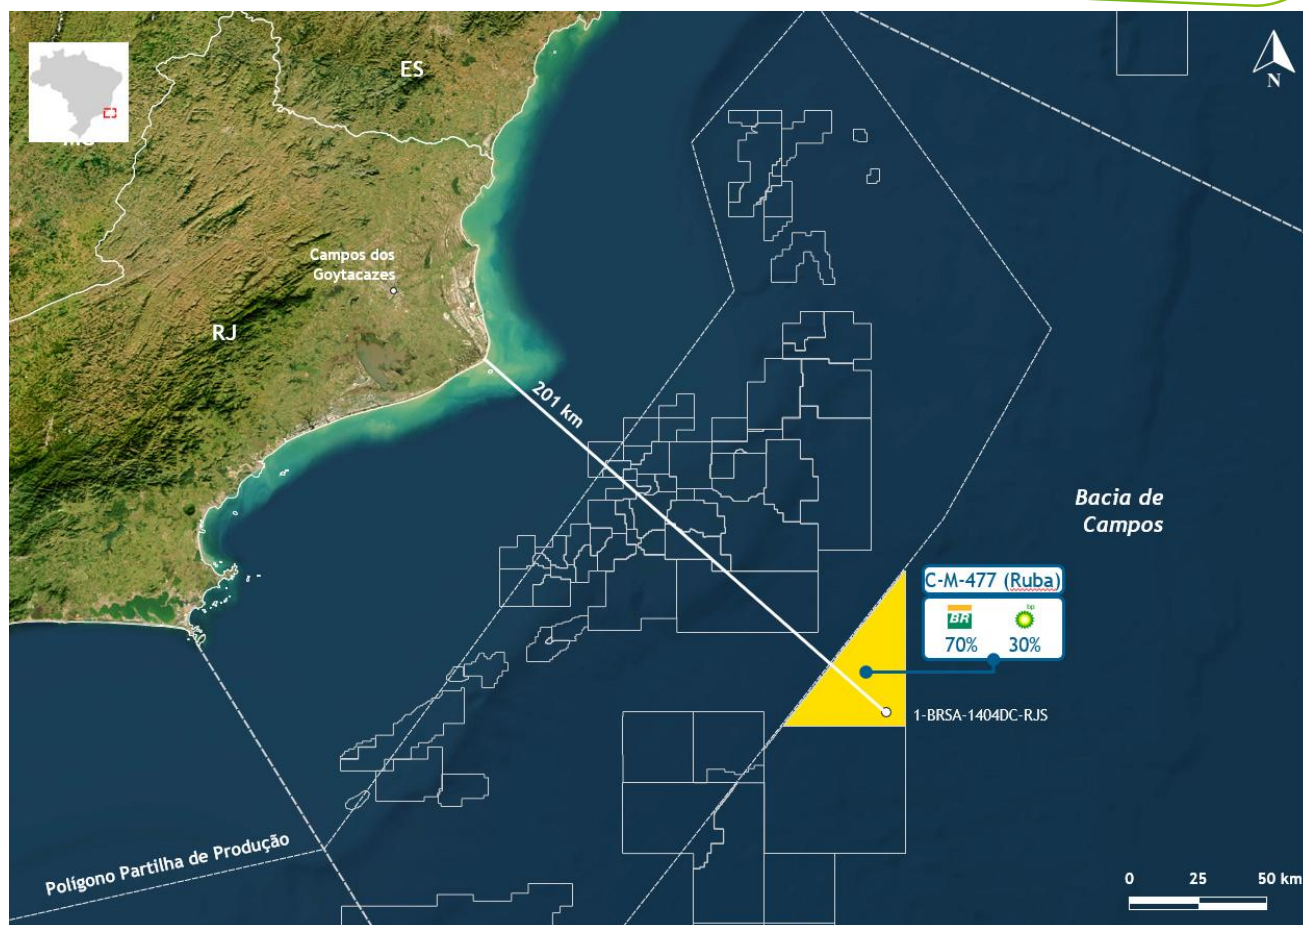 ES
N
Campos dos
Goytacazes
RJ
201 km
Bacia de
Campos
C-M-477 (Ruba)
BR
bp
70%
30%
1-BRSA-1404DC-RJS
Polígono Partilha de Produção
0 25 50 km